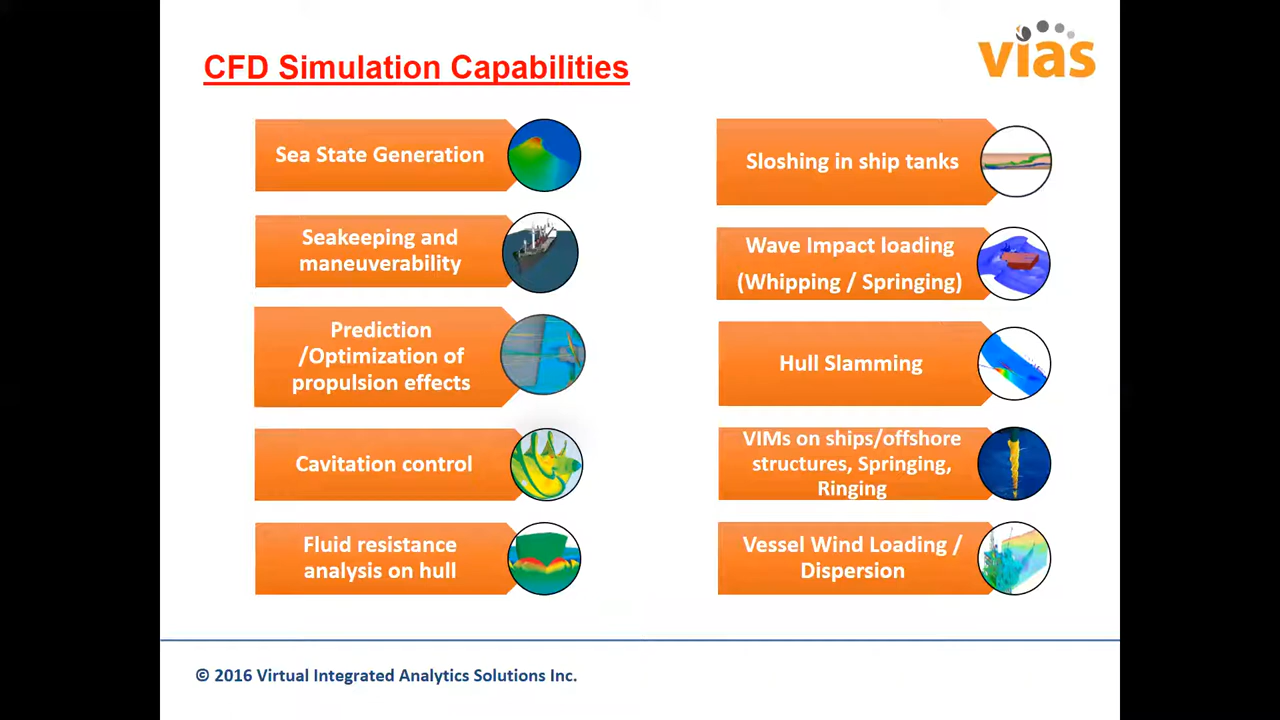 CFD Simulation Capabilities
vias
Sea State Generation
Seakeeping and
maneuverability
Prediction
/Optimization of
propulsion effects
Cavitation control
Fluid resistance
analysis on hull
Sloshing in ship tanks
Wave Impact loading
(Whipping / Springing)
Hull Slamming
VIMs on ships/offshore
structures, Springing,
Ringing
Vessel Wind Loading /
Dispersion
© 2016 Virtual Integrated Analytics Solutions Inc.